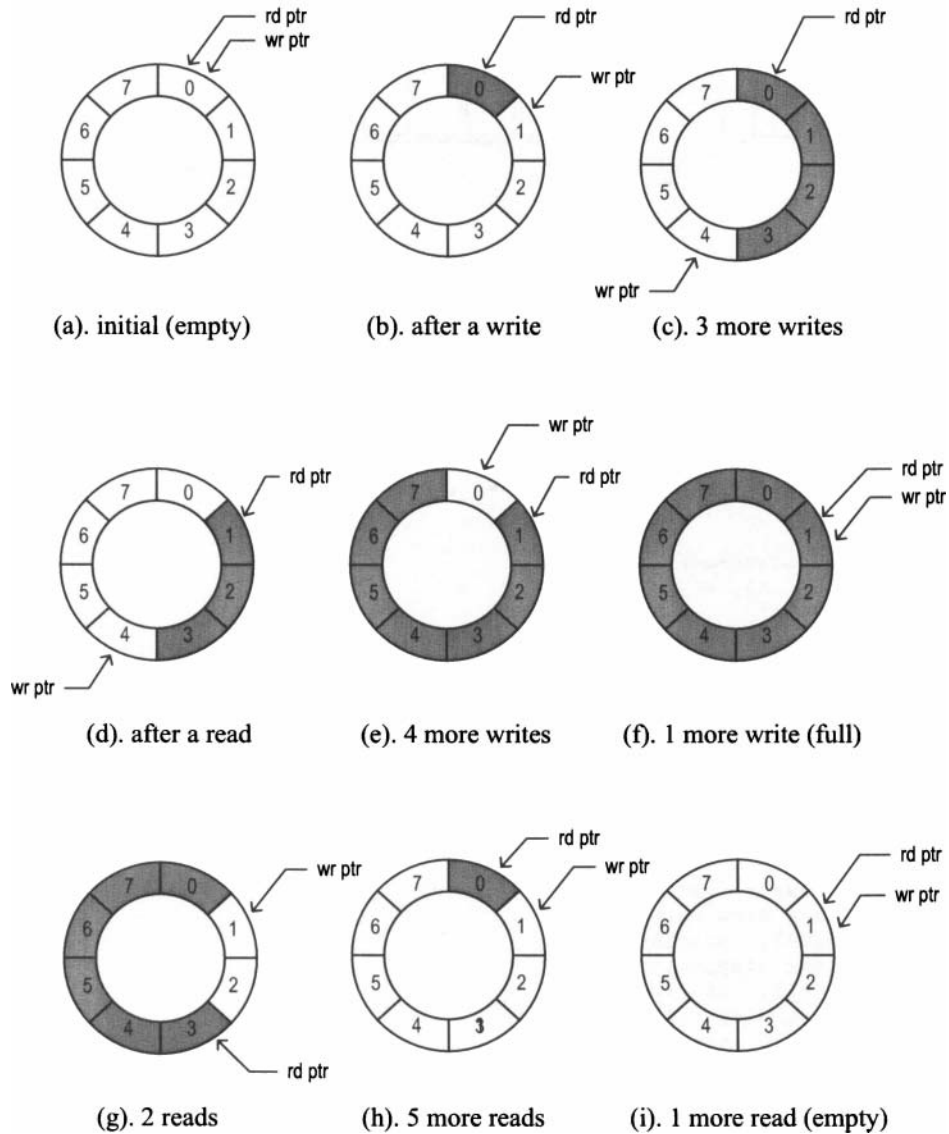 rd ptr
wr ptr
7 0
6 1
5 2
4 3
(a). initial (empty)
rd ptr
wr ptr
7 0
6 1
5 2
4 3
(b). after a write
rd ptr
7 0
6 1
5 2
4 3
wr ptr
(c). 3 more writes
rd ptr
7 0
6 1
5 2
4 3
wr ptr
(d). after a read
wr ptr
rd ptr
7 0
6 1
5 2
4 3
(e). 4 more writes
rd ptr
wr ptr
7 0
6 1
5 2
4 3
(f). 1 more write (full)
wr ptr
7 0
6 1
5 2
4 3
rd ptr
(g). 2 reads
rd ptr
wr ptr
7 0
6 1
5 2
4 3
(h). 5 more reads
rd ptr
wr ptr
7 0
6 1
5 2
4 3
(i). 1 more read (empty)